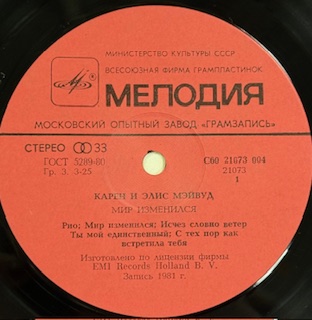 МИНИСТЕРСТВО КУЛЬТУРЫ СССР
ВСЕСОЮЗНАЯ ФИРМА ГРАМПЛАСТИНОК
МЕЛОДИЯ
МОСКОВСКИЙ ОПЫТНЫЙ ЗАВОД «ГРАМЗАПИСЬ»
СТЕРЕО 33
ГОСТ 5289-80
Гр. 3. 3-25
С60 21073 004
21073
1
КАРЕН И ЭЛИС МЭЙВУД
МИР ИЗМЕНИЛСЯ
Рио; Мир изменился; Исчез словно ветер
Ты мой единственный; С тех пор как
встретила тебя
Изготовлено по лицензии фирмы
EMI Records Holland B. V.
Запись 1981 г.